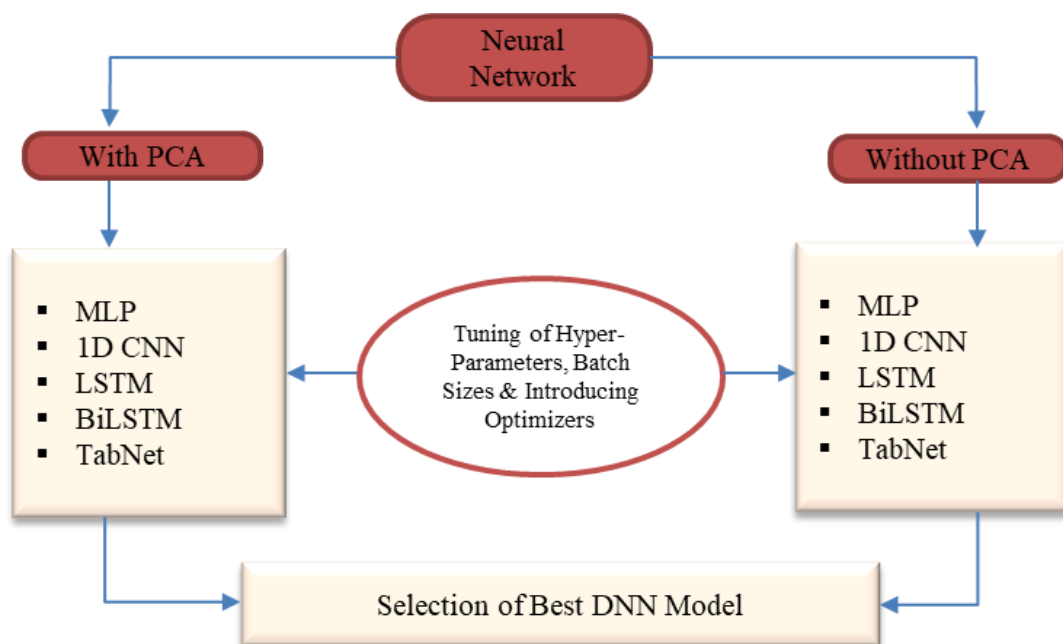 Neural
Network
With PCA
Without PCA
▪ MLP
▪ 1D CNN
▪ LSTM
▪ BiLSTM
▪ TabNet
Tuning of Hyper-
Parameters, Batch
Sizes & Introducing
Optimizers
▪ MLP
▪ 1D CNN
▪ LSTM
▪ BiLSTM
▪ TabNet
Selection of Best DNN Model